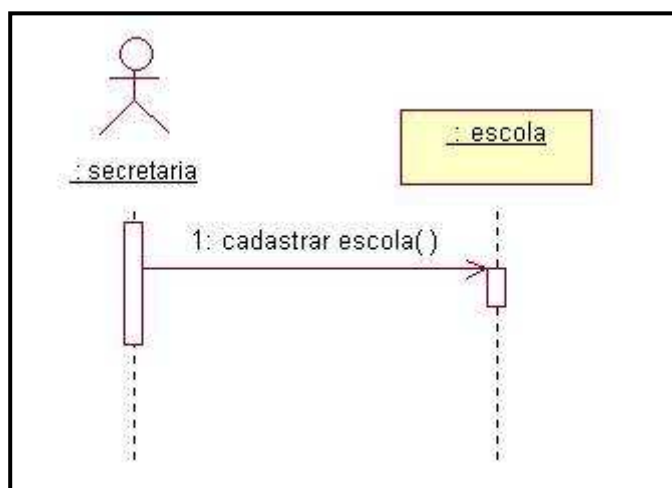 : escola
: secretaria
1: cadastrar escola( )